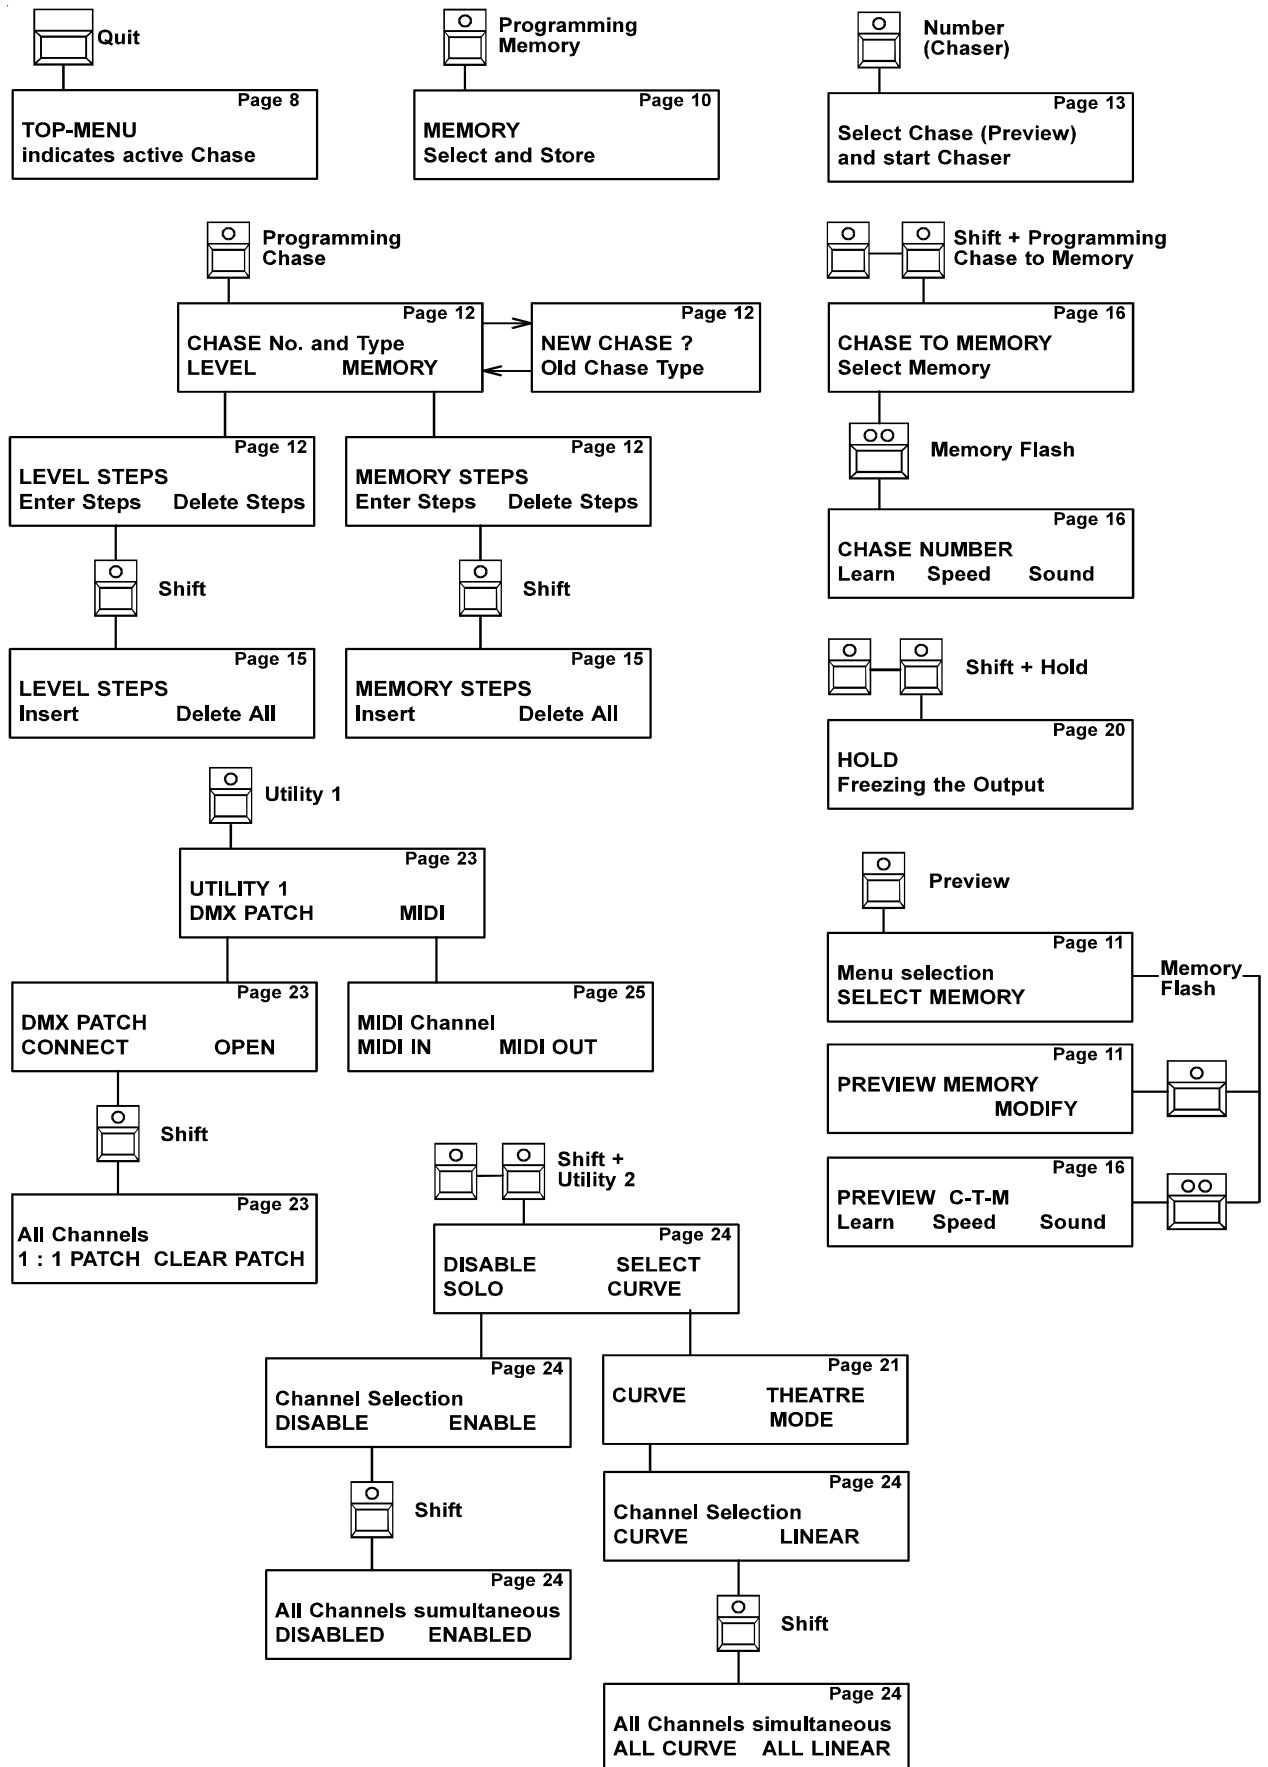 Quit
Page 8
TOP-MENU
indicates active Chase
Programming
Memory
Page 10
MEMORY
Select and Store
Number
(Chaser)
Page 13
Select Chase (Preview)
and start Chaser
Programming
Chase
Page 12
CHASE No. and Type
LEVEL MEMORY
Page 12
NEW CHASE ?
Old Chase Type
Page 12
LEVEL STEPS
Enter Steps Delete Steps
Page 12
MEMORY STEPS
Enter Steps Delete Steps
Shift
Shift
Page 15
LEVEL STEPS
Insert Delete All
Page 15
MEMORY STEPS
Insert Delete All
Shift + Programming
Chase to Memory
Page 16
CHASE TO MEMORY
Select Memory
Memory Flash
Page 16
CHASE NUMBER
Learn Speed Sound
Shift + Hold
Page 20
HOLD
Freezing the Output
Utility 1
Page 23
UTILITY 1
DMX PATCH MIDI
Page 23
DMX PATCH
CONNECT OPEN
Page 25
MIDI Channel
MIDI IN MIDI OUT
Shift
Page 23
All Channels
1 : 1 PATCH CLEAR PATCH
Preview
Page 11
Menu selection
SELECT MEMORY
Memory
Flash
Page 11
PREVIEW MEMORY
MODIFY
Page 16
PREVIEW C-T-M
Learn Speed Sound
Shift +
Utility 2
Page 24
DISABLE SELECT
SOLO CURVE
Page 24
Channel Selection
DISABLE ENABLE
Shift
Page 24
All Channels sumultaneous
DISABLED ENABLED
Page 21
CURVE THEATRE
MODE
Page 24
Channel Selection
CURVE LINEAR
Shift
Page 24
All Channels simultaneous
ALL CURVE ALL LINEAR